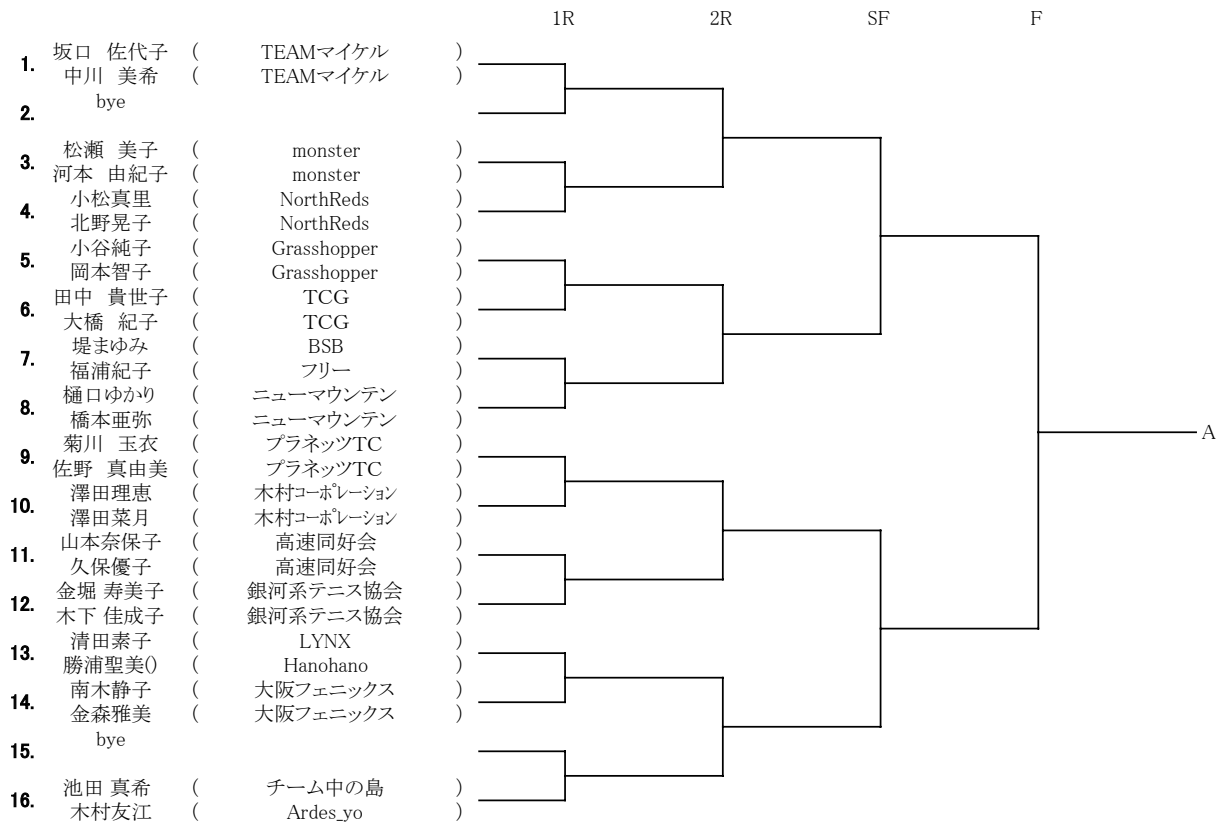 1R 2R SF F
坂口 佐代子 ( TEAMマイケル )
1.
中川 美希 ( TEAMマイケル )
bye
2.
松瀬 美子 ( monster )
3.
河本 由紀子 ( monster )
小松真里 ( NorthReds )
4.
北野晃子 ( NorthReds )
小谷純子 ( Grasshopper )
5.
岡本智子 ( Grasshopper )
田中 貴世子 ( TCG )
6.
大橋 紀子 ( TCG )
堤まゆみ ( BSB )
7.
福浦紀子 ( フリー )
樋口ゆかり ( ニューマウンテン )
8.
橋本亜弥 ( ニューマウンテン )
A
菊川 玉衣 ( プラネッツTC )
9.
佐野 真由美 ( プラネッツTC )
澤田理恵 ( 木村コーポレーション )
10.
澤田菜月 ( 木村コーポレーション )
山本奈保子 ( 高速同好会 )
11.
久保優子 ( 高速同好会 )
金堀 寿美子 ( 銀河系テニス協会 )
12.
木下 佳成子 ( 銀河系テニス協会 )
清田素子 ( LYNX )
13.
勝浦聖美() ( Hanohano )
南木静子 ( 大阪フェニックス )
14.
金森雅美 ( 大阪フェニックス )
bye
15.
池田 真希 ( チーム中の島 )
16.
木村友江 ( Ardes_yo )